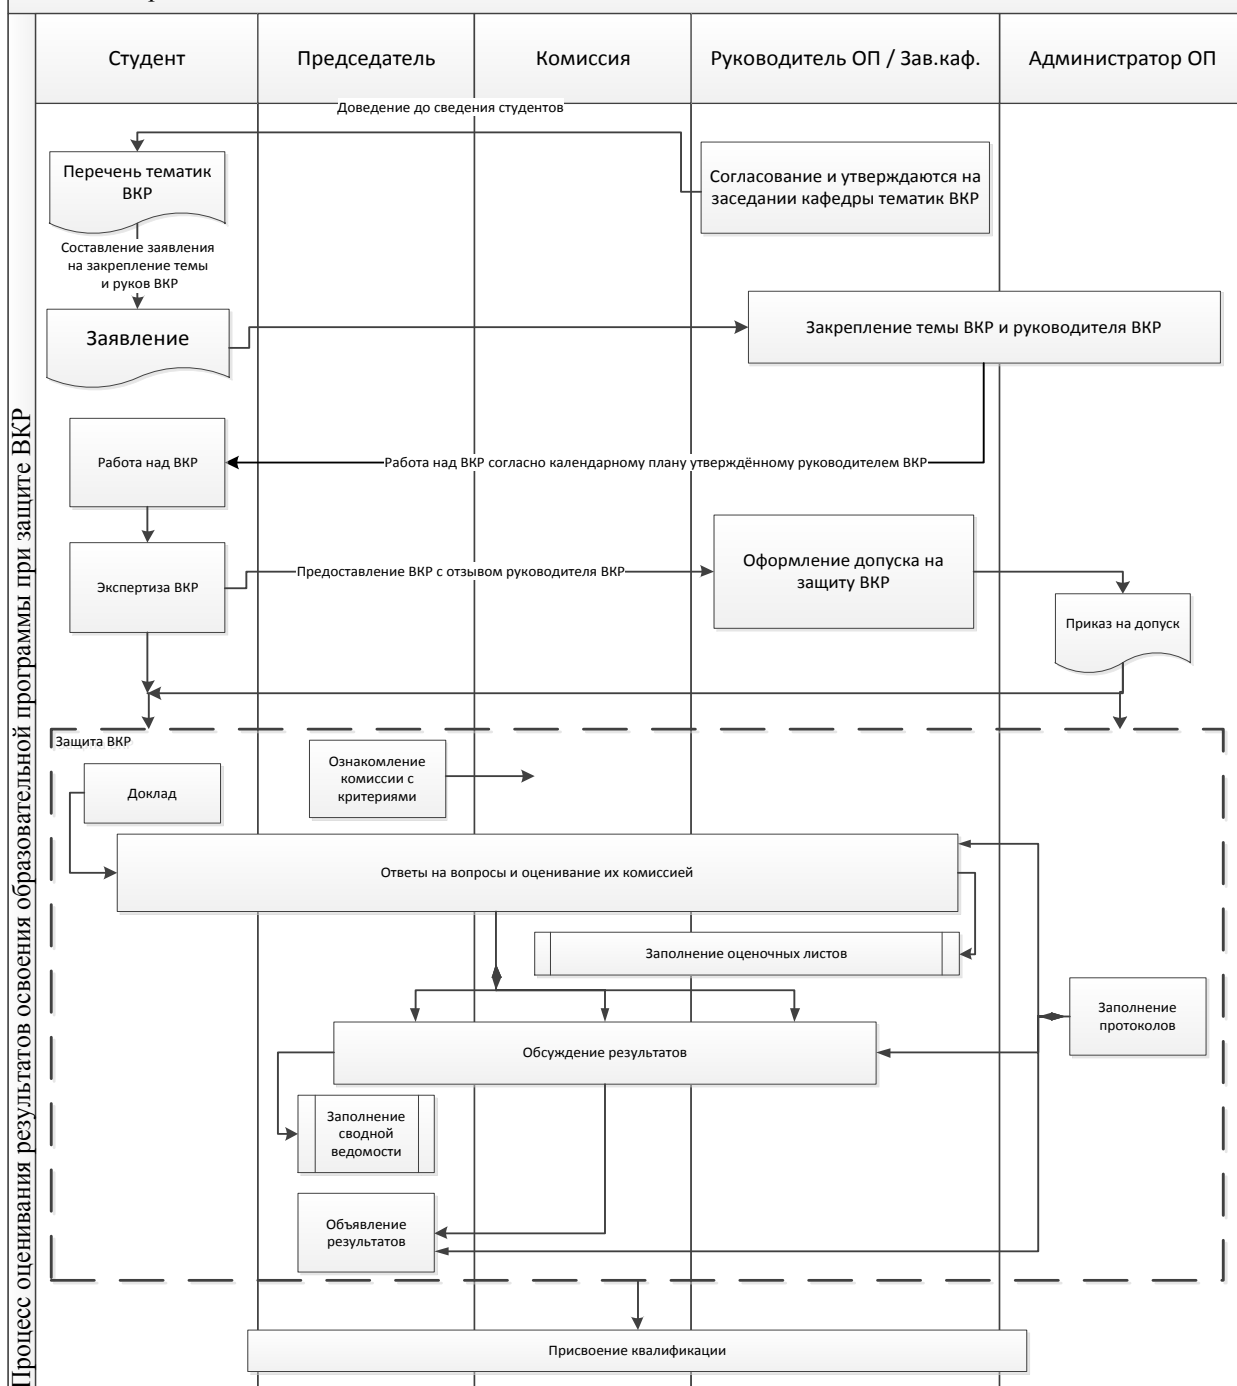 Студент
Председатель
Комиссия
Руководитель ОП / Зав.каф.
Администратор ОП
Процесс оценивания результатов освоения образовательной программы при защите ВКР
Доведение до сведения студентов
Перечень тематик
ВКР
Согласование и утверждаются на
заседании кафедры тематик ВКР
Составление заявления
на закрепление темы
и руков ВКР
Заявление
Закрепление темы ВКР и руководителя ВКР
Работа над ВКР
Работа над ВКР согласно календарному плану утверждённому руководителем ВКР
Экспертиза ВКР
Предоставление ВКР с отзывом руководителя ВКР
Оформление допуска на
защиту ВКР
Приказ на допуск
Защита ВКР
Ознакомление
комиссии с
критериями
Доклад
Ответы на вопросы и оценивание их комиссией
Заполнение оценочных листов
Заполнение
протоколов
Обсуждение результатов
Заполнение
сводной
ведомости
Объявление
результатов
Присвоение квалификации